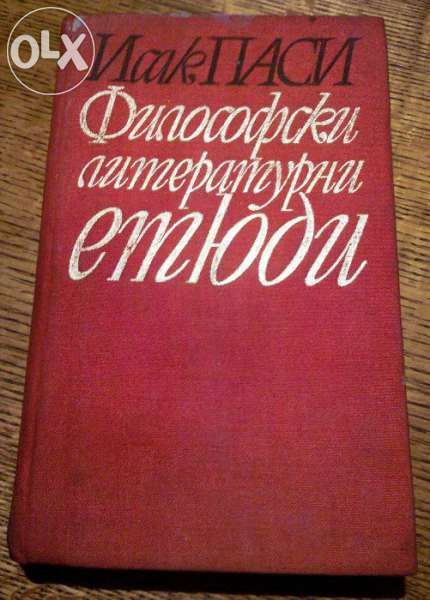 OLX
Исак ПАСИ
Философски
литературни
етюди